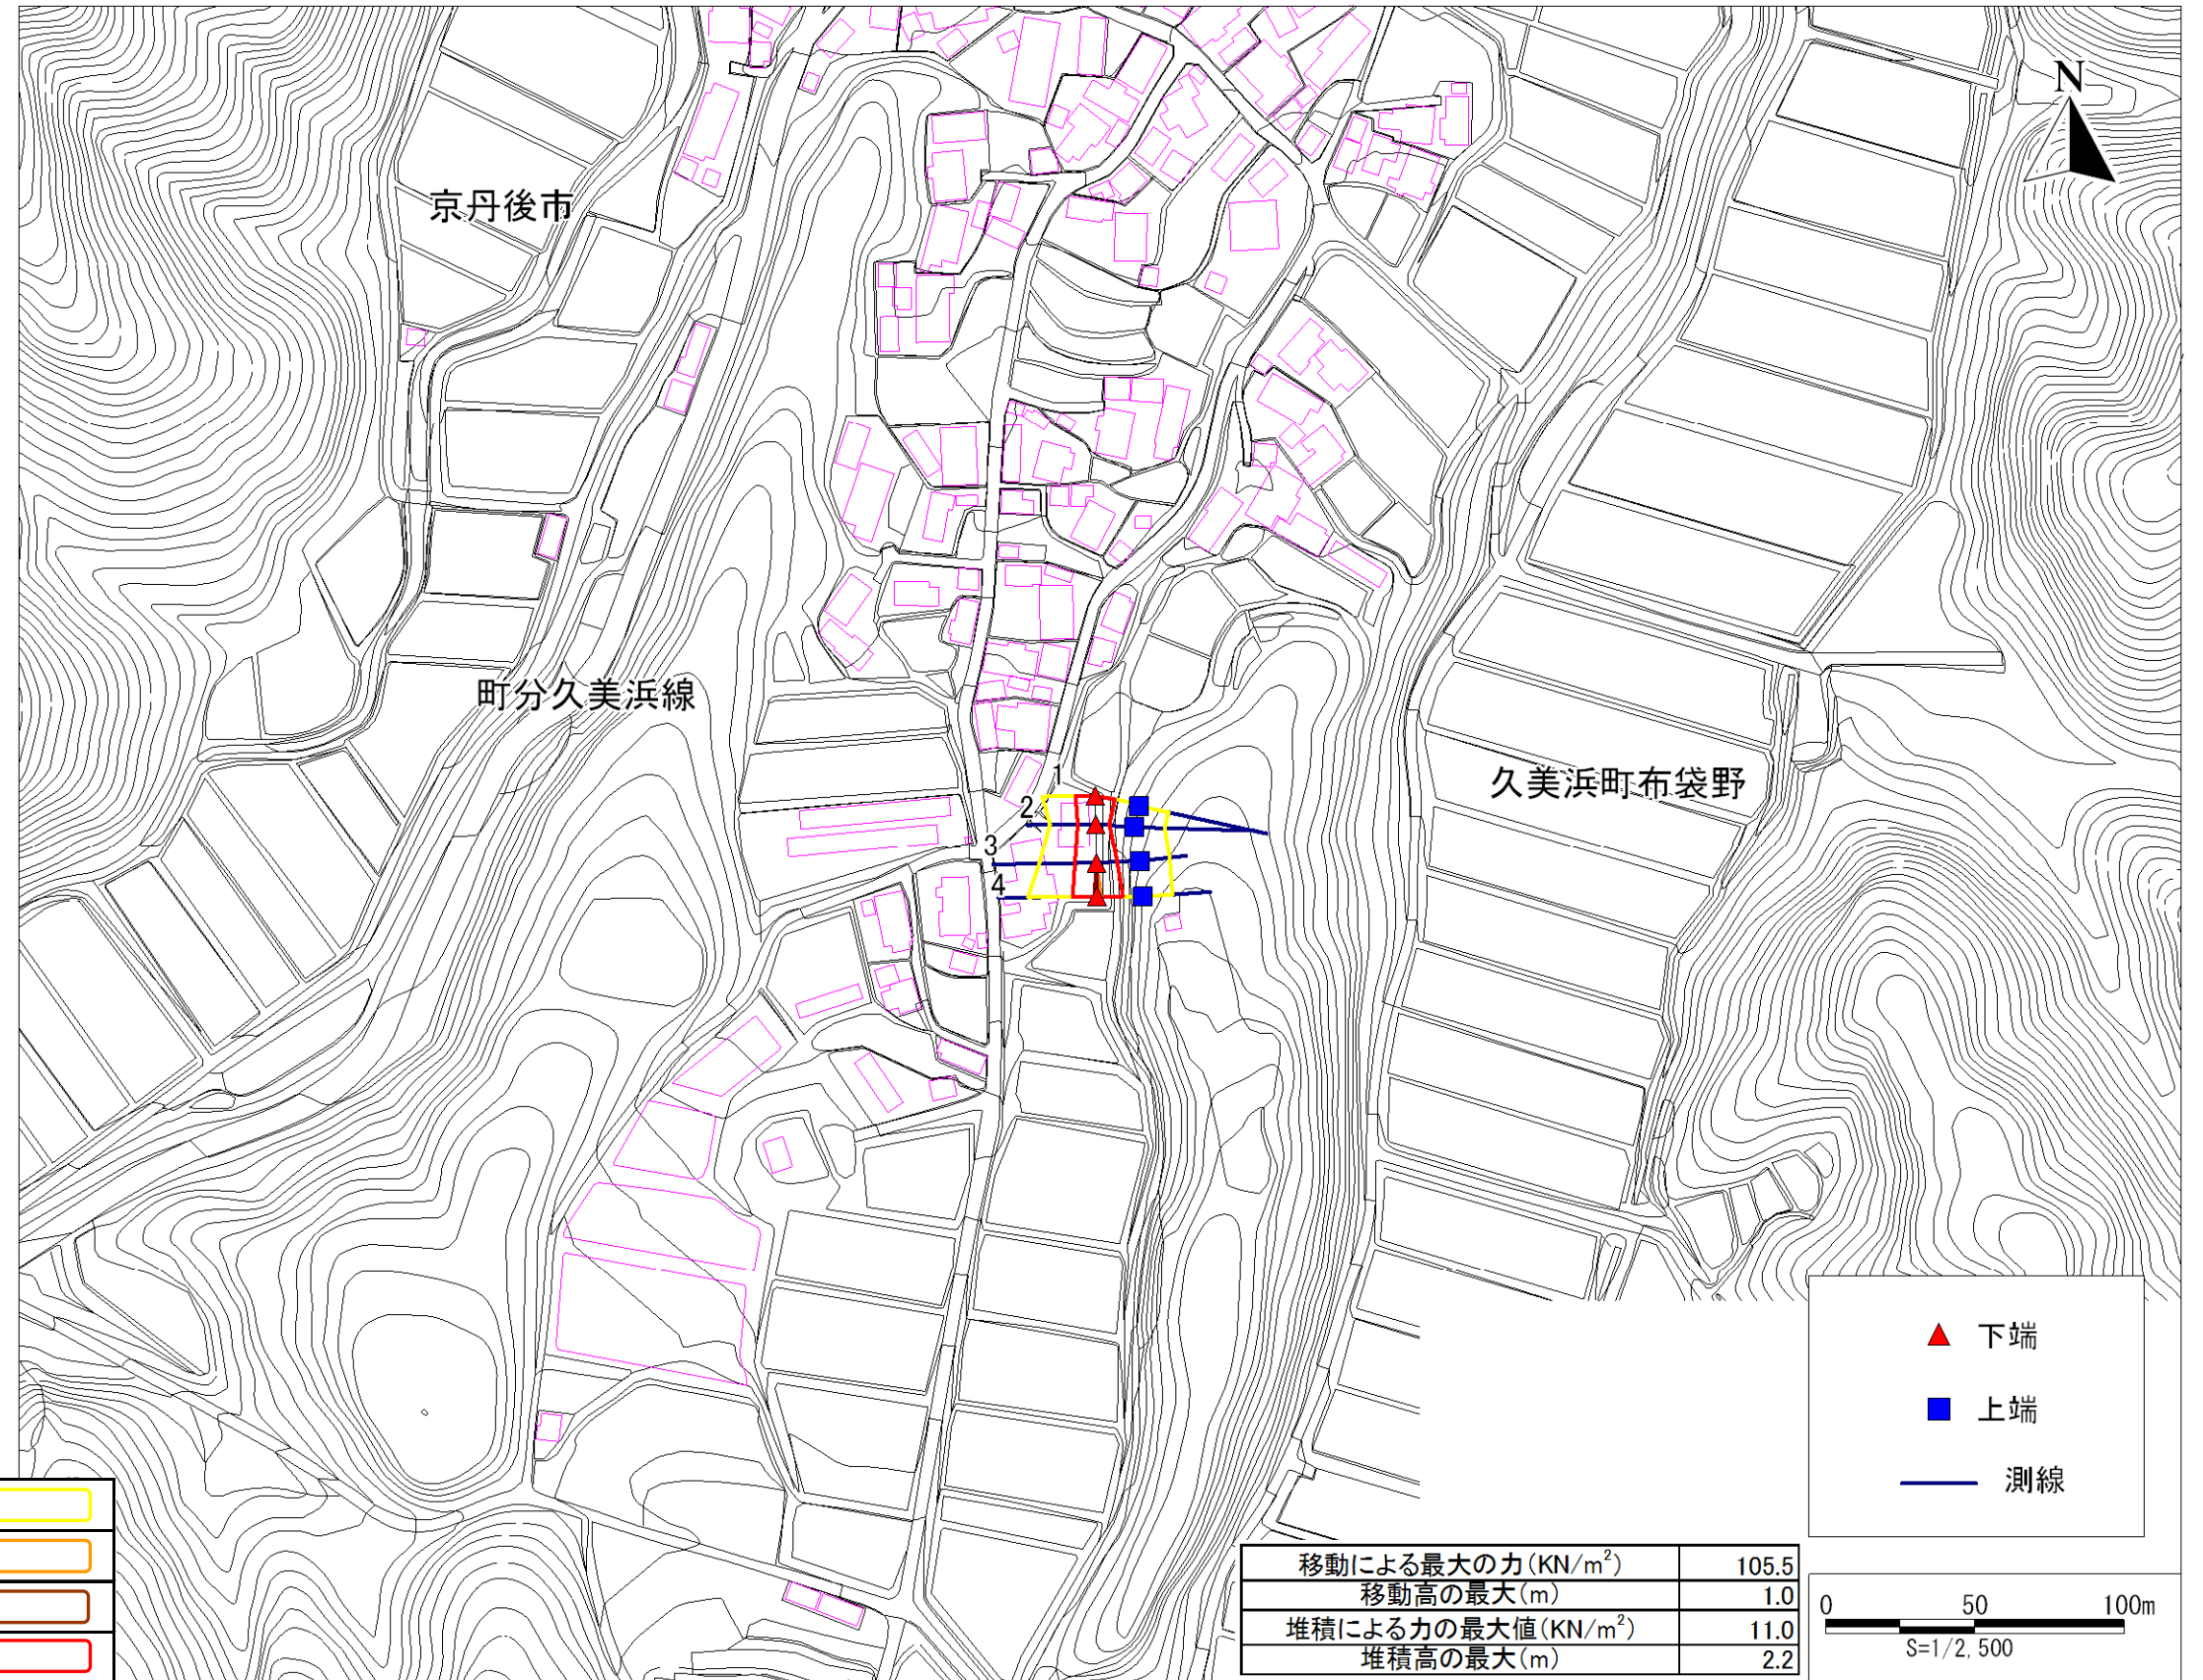 N
京丹後市
町分久美浜線
久美浜町布袋野
1
2
3
4
下端
上端
測線
移動による最大の力(KN/m²) 105.5
移動高の最大(m) 1.0
堆積による力の最大値(KN/m²) 11.0
堆積高の最大(m) 2.2
0 50 100m
S=1/2,500